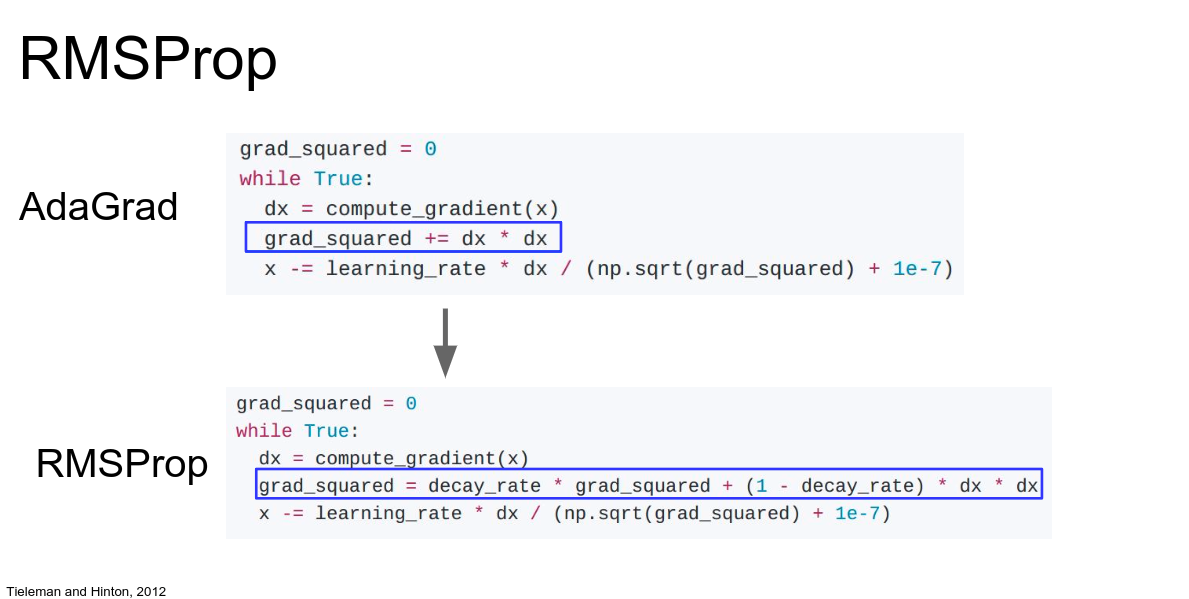 RMSProp
AdaGrad
grad_squared = 0
while True:
  dx = compute_gradient(x)
  grad_squared += dx * dx
  x -= learning_rate * dx / (np.sqrt(grad_squared) + 1e-7)
RMSProp
grad_squared = 0
while True:
  dx = compute_gradient(x)
  grad_squared = decay_rate * grad_squared + (1 - decay_rate) * dx * dx
  x -= learning_rate * dx / (np.sqrt(grad_squared) + 1e-7)
Tieleman and Hinton, 2012